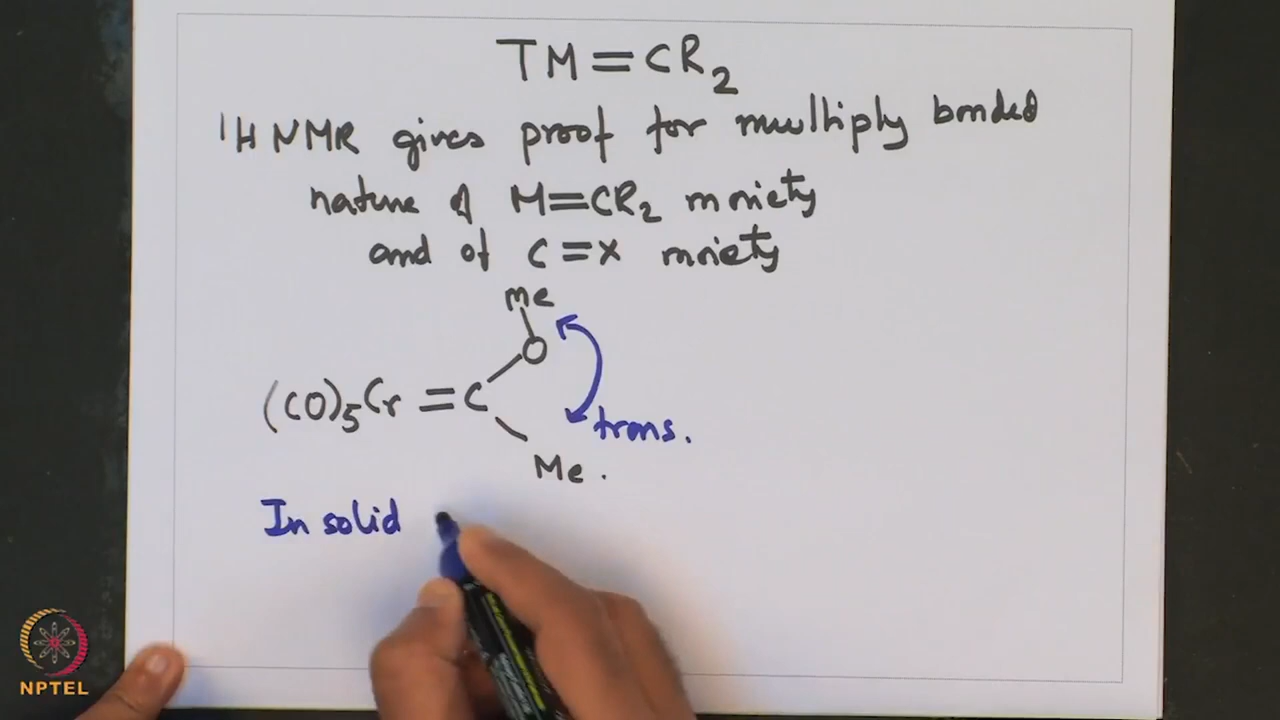 TM=CR₂
¹H NMR gives proof for multiply bonded
nature of M=CR₂ moiety
and of C=X moiety
Me
O
(CO)₅Cr=C
trans.
Me.
In solid
NPTEL